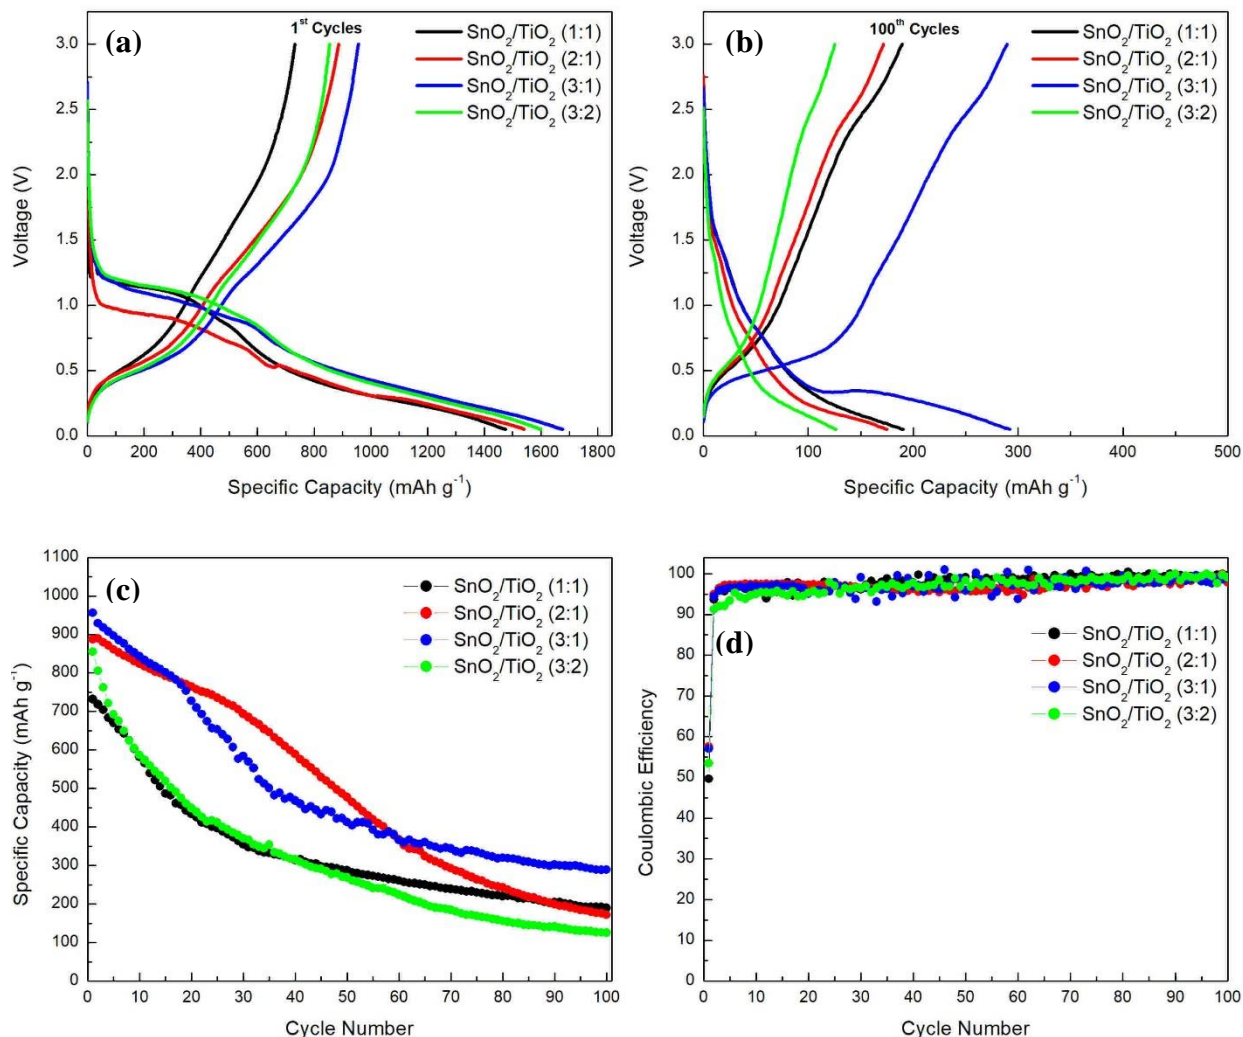 (a)
1st Cycles
SnO2/TiO2 (1:1)
SnO2/TiO2 (2:1)
SnO2/TiO2 (3:1)
SnO2/TiO2 (3:2)
3.0
2.5
2.0
1.5
1.0
0.5
0.0
Voltage (V)
0 200 400 600 800 1000 1200 1400 1600 1800
Specific Capacity (mAh g-1)
(b)
100th Cycles
SnO2/TiO2 (1:1)
SnO2/TiO2 (2:1)
SnO2/TiO2 (3:1)
SnO2/TiO2 (3:2)
3.0
2.5
2.0
1.5
1.0
0.5
0.0
Voltage (V)
0 100 200 300 400 500
Specific Capacity (mAh g-1)
(c)
SnO2/TiO2 (1:1)
SnO2/TiO2 (2:1)
SnO2/TiO2 (3:1)
SnO2/TiO2 (3:2)
1100
1000
900
800
700
600
500
400
300
200
100
0
Specific Capacity (mAh g-1)
0 10 20 30 40 50 60 70 80 90 100
Cycle Number
(d)
SnO2/TiO2 (1:1)
SnO2/TiO2 (2:1)
SnO2/TiO2 (3:1)
SnO2/TiO2 (3:2)
100
90
80
70
60
50
40
30
20
10
0
Coulombic Efficiency
0 10 20 30 40 50 60 70 80 90 100
Cycle Number